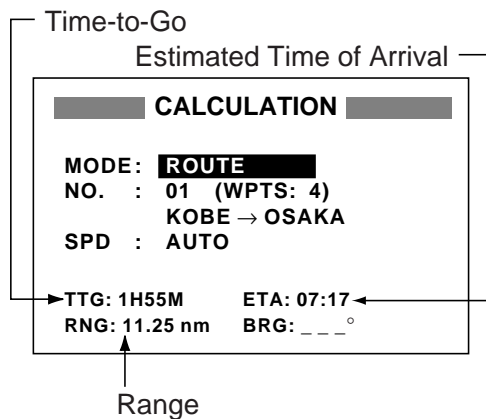 Time-to-Go
Estimated Time of Arrival
CALCULATION
MODE: ROUTE
NO. : 01 (WPTS: 4)
KOBE → OSAKA
SPD : AUTO
TTG: 1H55M ETA: 07:17
RNG: 11.25 nm BRG: _ _ _°
Range